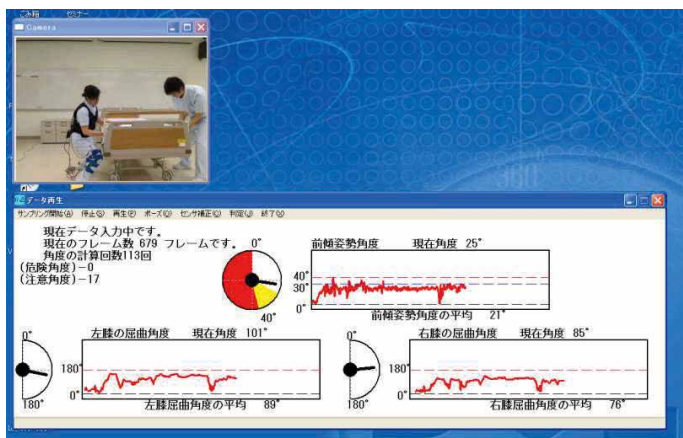 ごみ箱 セミナー
Camera
データ再生
サンプリング開始(A) 停止(S) 再生(P) ポーズ(O) センサ補正(C) 判定(J) 終了(X)
現在データ入力中です。
現在のフレーム数 679 フレームです。
角度の計算回数113回
(危険角度)-0
(注意角度)-17
0°
40°
前傾姿勢角度 現在角度 25°
40°
30°
0°
前傾姿勢角度の平均 21°
0°
180°
左膝の屈曲角度 現在角度 101°
180°
0°
左膝屈曲角度の平均 89°
0°
180°
右膝の屈曲角度 現在角度 85°
180°
0°
右膝屈曲角度の平均 76°